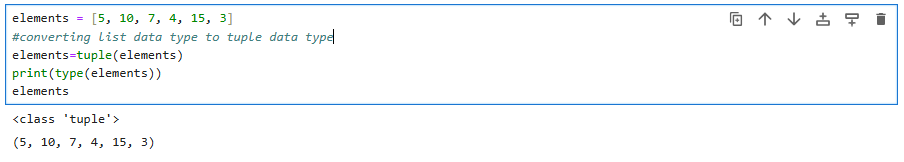 elements = [5, 10, 7, 4, 15, 3]
#converting list data type to tuple data type
elements=tuple(elements)
print(type(elements))
elements
<class 'tuple'>
(5, 10, 7, 4, 15, 3)